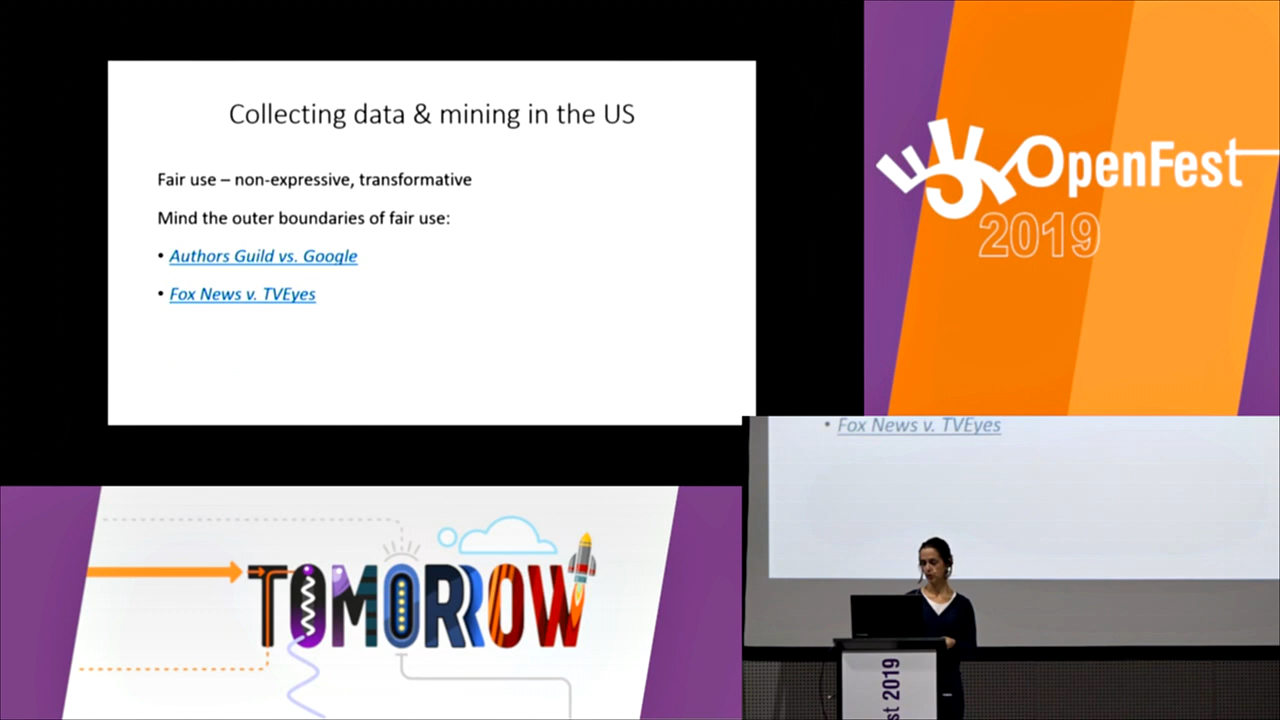 Collecting data & mining in the US
Fair use – non-expressive, transformative
Mind the outer boundaries of fair use:
• Authors Guild vs. Google
• Fox News v. TVEyes
OpenFest
2019
• Fox News v. TVEyes
TOMORROW
st 2019